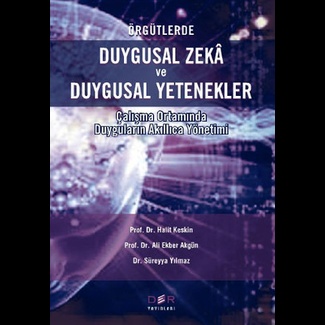 ÖRGÜTLERDE
DUYGUSAL ZEKÂ
ve
DUYGUSAL YETENEKLER
Çalışma Ortamında
Duyguların Akıllıca Yönetimi
Prof. Dr. Halit Keskin
Prof. Dr. Ali Ekber Akgün
Dr. Süreyya Yılmaz
DER
YAYINLARI